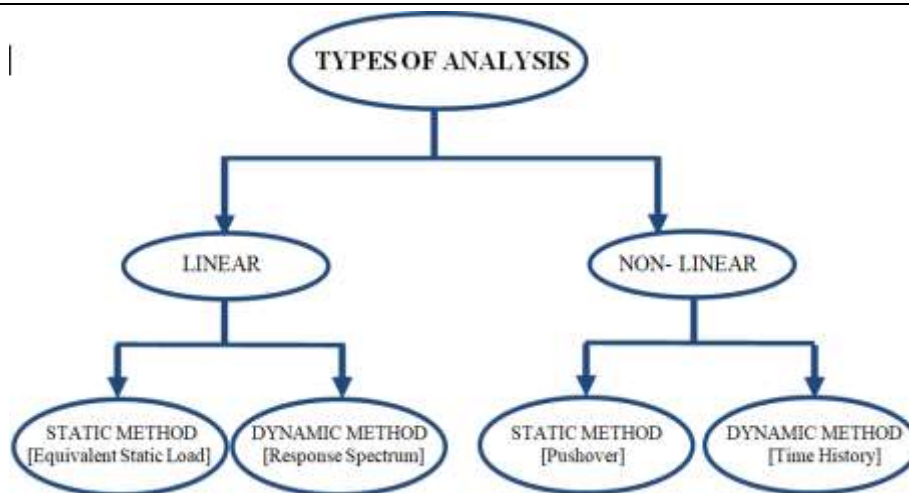 TYPES OF ANALYSIS
LINEAR
NON- LINEAR
STATIC METHOD
[Equivalent Static Load]
DYNAMIC METHOD
[Response Spectrum]
STATIC METHOD
[Pushover]
DYNAMIC METHOD
[Time History]